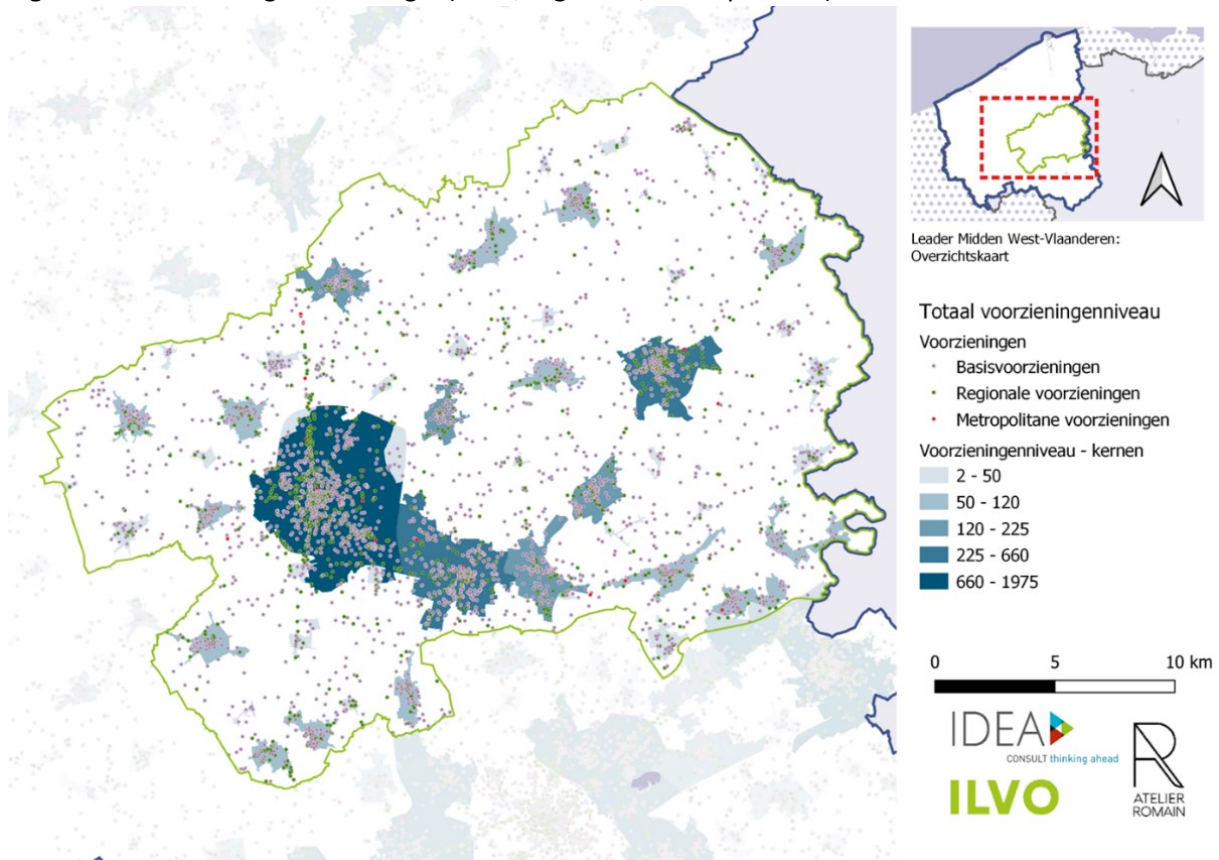 Leader Midden West-Vlaanderen:
Overzichtskaart
Totaal voorzieningenniveau
Voorzieningen
Basisvoorzieningen
Regionale voorzieningen
Metropolitane voorzieningen
Voorzieningenniveau - kernen
2 - 50
50 - 120
120 - 225
225 - 660
660 - 1975
0 5 10 km
IDEA
CONSULT thinking ahead
ILVO
R
ATELIER
ROMAIN